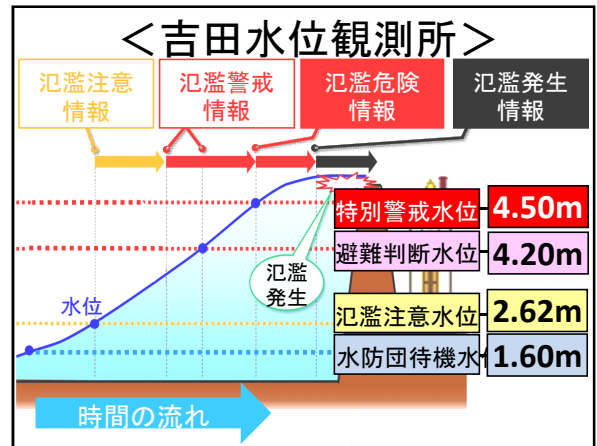 ＜吉田水位観測所＞
氾濫注意
情報
氾濫警戒
情報
氾濫危険
情報
氾濫発生
情報
特別警戒水位 4.50m
避難判断水位 4.20m
氾濫
発生
水位
氾濫注意水位 2.62m
水防団待機水 1.60m
時間の流れ